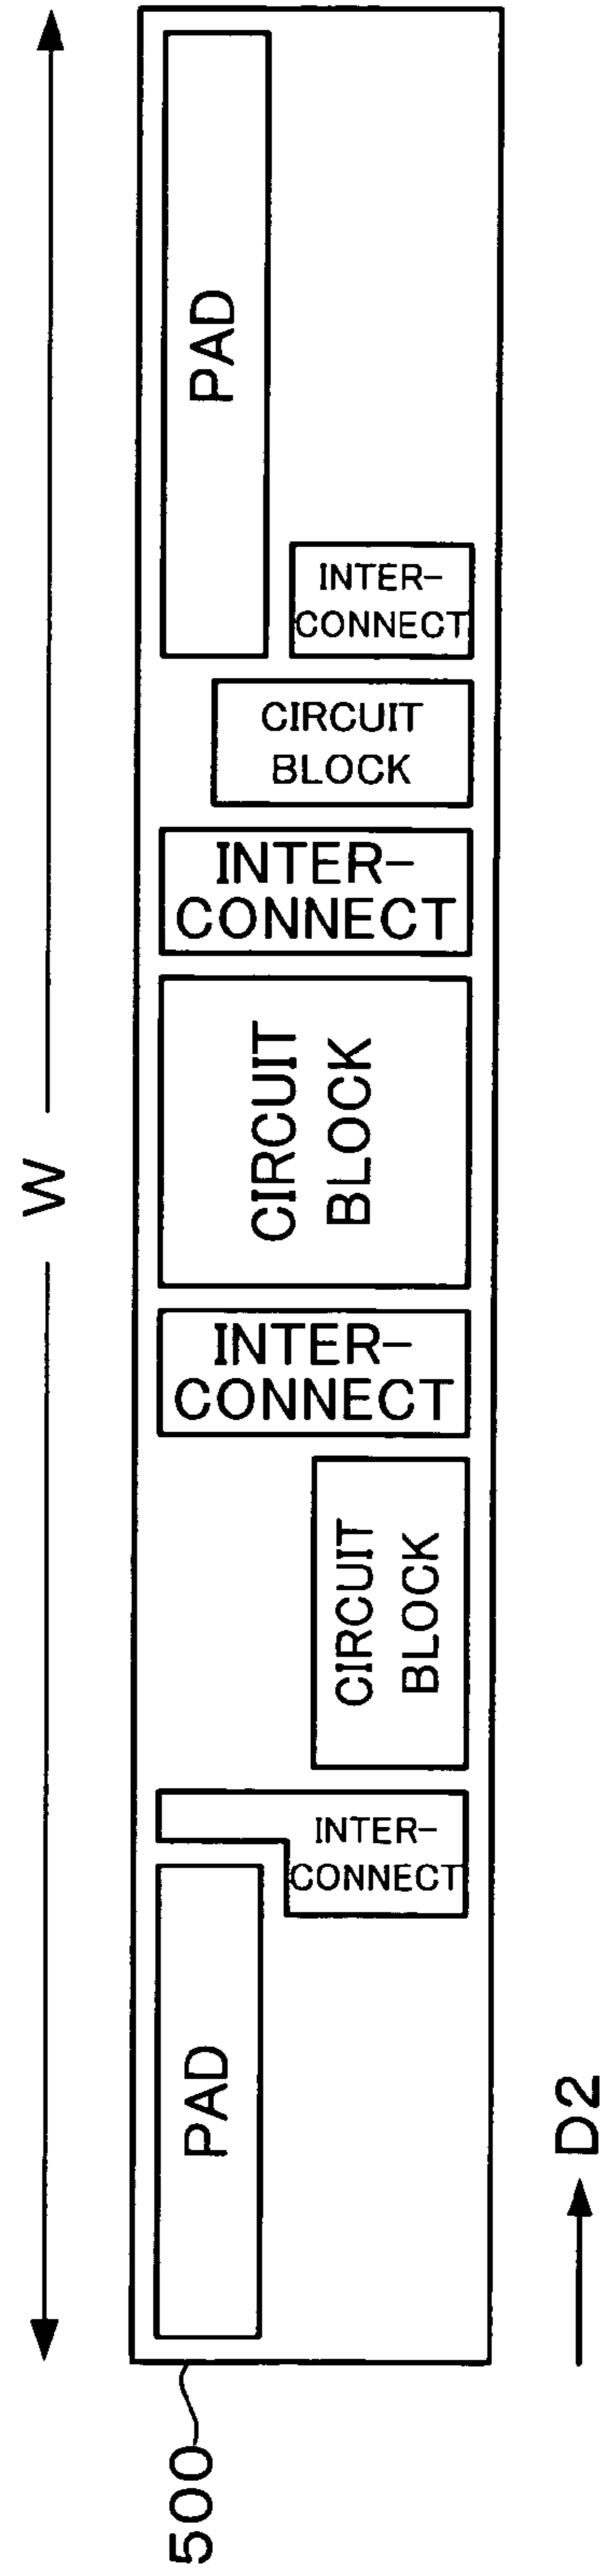 W
PAD
INTER-
CONNECT
CIRCUIT
BLOCK
INTER-
CONNECT
CIRCUIT
BLOCK
INTER-
CONNECT
CIRCUIT
BLOCK
INTER-
CONNECT
PAD
D2
500